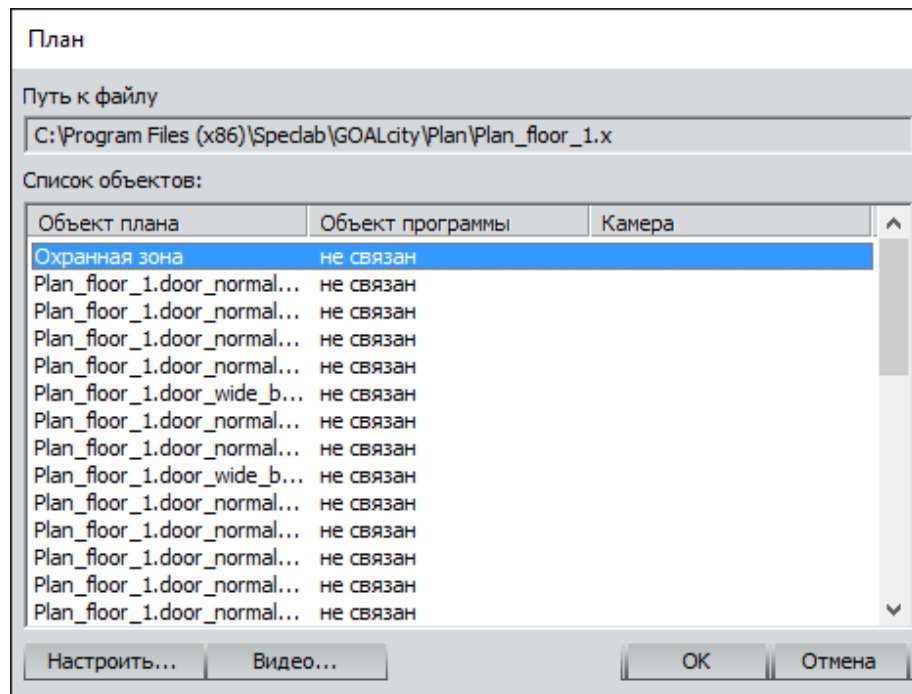 План
Путь к файлу
C:\Program Files (x86)\Speclab\GOALcity\Plan\Plan_floor_1.x
Список объектов:
Объект плана Объект программы Камера
Охранная зона не связан
Plan_floor_1.door_normal... не связан
Plan_floor_1.door_normal... не связан
Plan_floor_1.door_normal... не связан
Plan_floor_1.door_normal... не связан
Plan_floor_1.door_wide_b... не связан
Plan_floor_1.door_normal... не связан
Plan_floor_1.door_normal... не связан
Plan_floor_1.door_wide_b... не связан
Plan_floor_1.door_normal... не связан
Plan_floor_1.door_normal... не связан
Plan_floor_1.door_normal... не связан
Plan_floor_1.door_normal... не связан
Plan_floor_1.door_normal... не связан
Настроить... Видео... OK Отмена